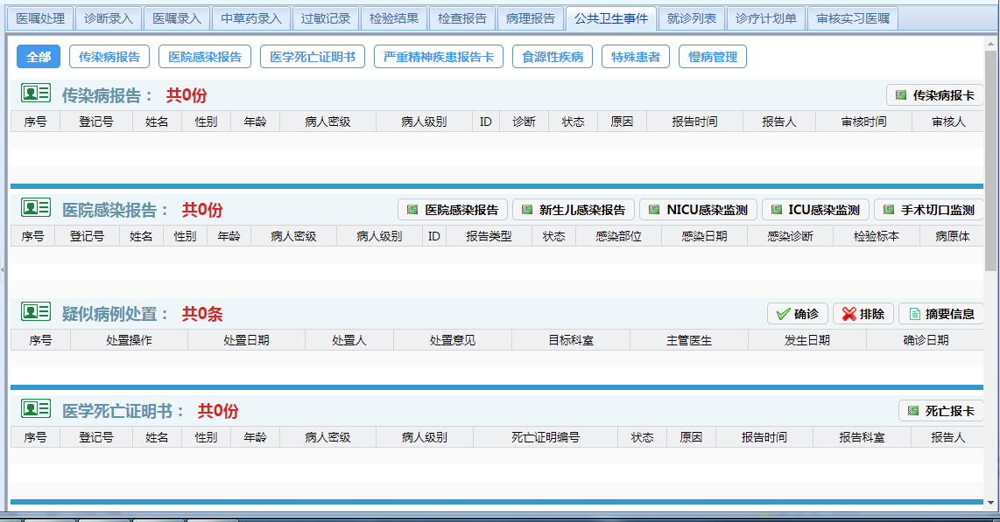 医嘱处理 诊断录入 医嘱录入 中草药录入 过敏记录 检验结果 检查报告 病理报告 公共卫生事件 就诊列表 诊疗计划单 审核实习医嘱
全部 传染病报告 医院感染报告 医学死亡证明书 严重精神疾患报告卡 食源性疾病 特殊患者 慢病管理
传染病报告： 共0份 传染病报卡
序号 登记号 姓名 性别 年龄 病人密级 病人级别 ID 诊断 状态 原因 报告时间 报告人 审核时间 审核人
医院感染报告： 共0份 医院感染报告 新生儿感染报告 NICU感染监测 ICU感染监测 手术切口监测
序号 登记号 姓名 性别 年龄 病人密级 病人级别 ID 报告类型 状态 感染部位 感染日期 感染诊断 检验标本 病原体
疑似病例处置： 共0条 确诊 排除 摘要信息
序号 处置操作 处置日期 处置人 处置意见 目标科室 主管医生 发生日期 确诊日期
医学死亡证明书： 共0份 死亡报卡
序号 登记号 姓名 性别 年龄 病人密级 病人级别 死亡证明编号 状态 原因 报告时间 报告科室 报告人